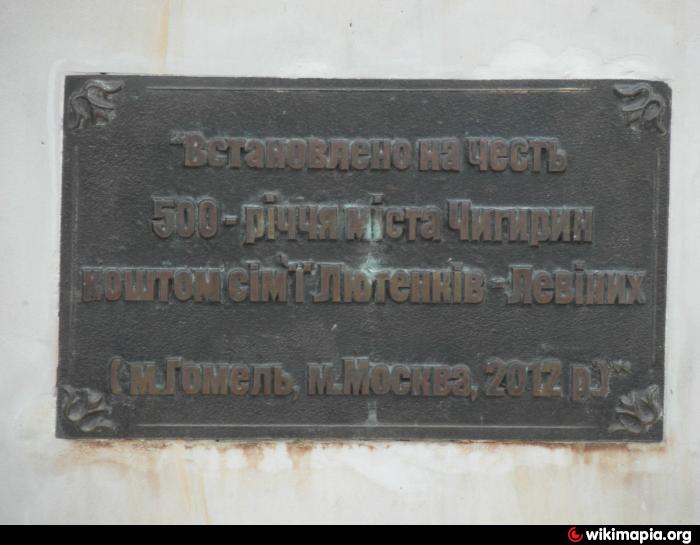 "Встановлено на честь
500 - річчя міста Чигирин
коштом сім'ї Лютенків - Левіних
( м.Гомель, м.Москва, 2012 р.)"
wikimapia.org